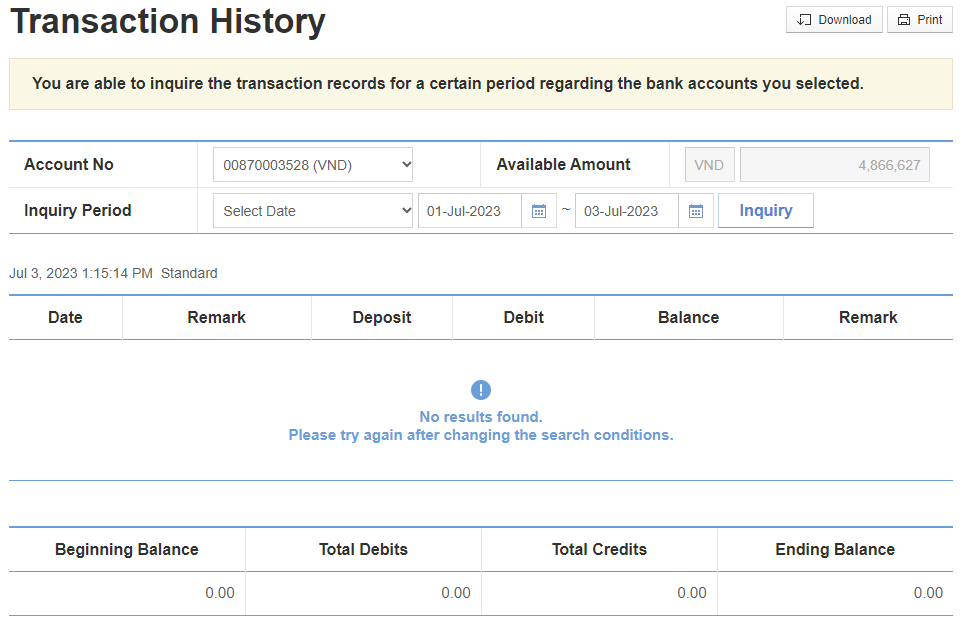 Transaction History
Download
Print
You are able to inquire the transaction records for a certain period regarding the bank accounts you selected.
Account No 00870003528 (VND) Available Amount VND 4,866,627
Inquiry Period Select Date 01-Jul-2023 ~ 03-Jul-2023 Inquiry
Jul 3, 2023 1:15:14 PM Standard
Date Remark Deposit Debit Balance Remark
No results found.
Please try again after changing the search conditions.
Beginning Balance Total Debits Total Credits Ending Balance
0.00 0.00 0.00 0.00